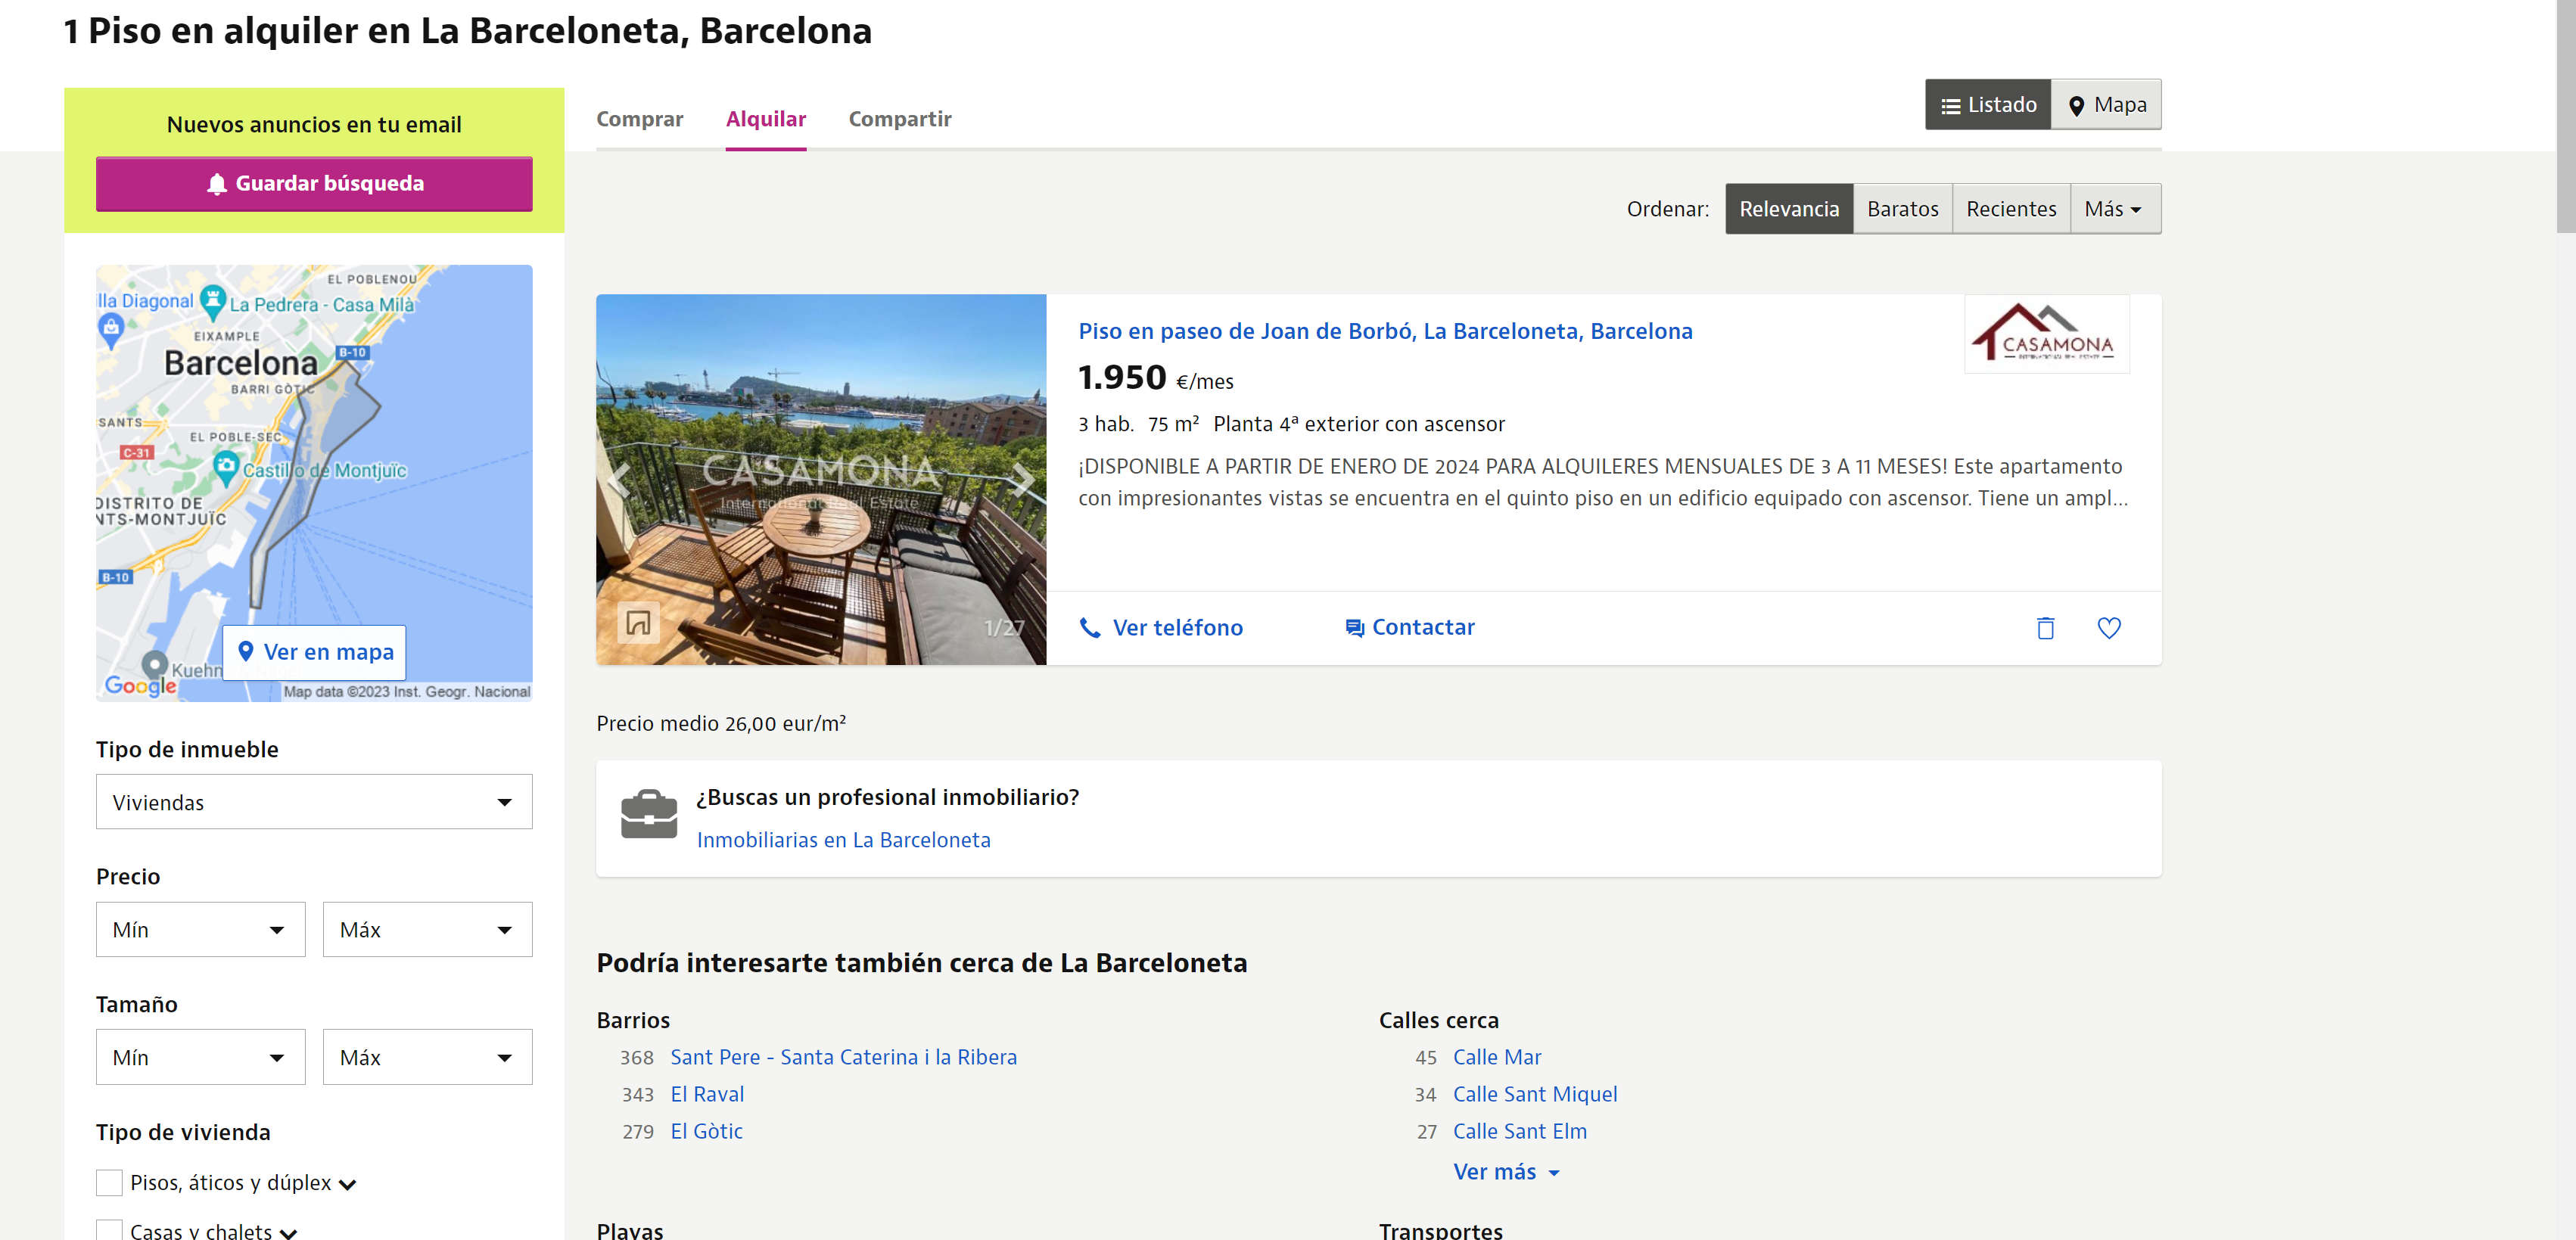 1 Piso en alquiler en La Barceloneta, Barcelona
Nuevos anuncios en tu email
Guardar búsqueda
Comprar
Alquilar
Compartir
Listado
Mapa
Ordenar:
Relevancia
Baratos
Recientes
Más
EL POBLENOU
illa Diagonal
La Pedrera - Casa Milà
EIXAMPLE
B-10
Barcelona
BARRI GÒTIC
SANTS
EL POBLE-SEC
C-31
Castillo de Montjuïc
DISTRITO DE
NTS-MONTJUÏC
B-10
Ver en mapa
Kuehn
Google
Map data ©2023 Inst. Geogr. Nacional
Tipo de inmueble
Viviendas
Precio
Mín
Máx
Tamaño
Mín
Máx
Tipo de vivienda
Pisos, áticos y dúplex
Casas y chalets
CASAMONA
International Real Estate
1/27
Piso en paseo de Joan de Borbó, La Barceloneta, Barcelona
CASAMONA
INTERNATIONAL REAL ESTATE
1.950 €/mes
3 hab. 75 m² Planta 4ª exterior con ascensor
¡DISPONIBLE A PARTIR DE ENERO DE 2024 PARA ALQUILERES MENSUALES DE 3 A 11 MESES! Este apartamento
con impresionantes vistas se encuentra en el quinto piso en un edificio equipado con ascensor. Tiene un ampl...
Ver teléfono
Contactar
Precio medio 26,00 eur/m²
¿Buscas un profesional inmobiliario?
Inmobiliarias en La Barceloneta
Podría interesarte también cerca de La Barceloneta
Barrios
368 Sant Pere - Santa Caterina i la Ribera
343 El Raval
279 El Gòtic
Calles cerca
45 Calle Mar
34 Calle Sant Miquel
27 Calle Sant Elm
Ver más
Playas
Transportes